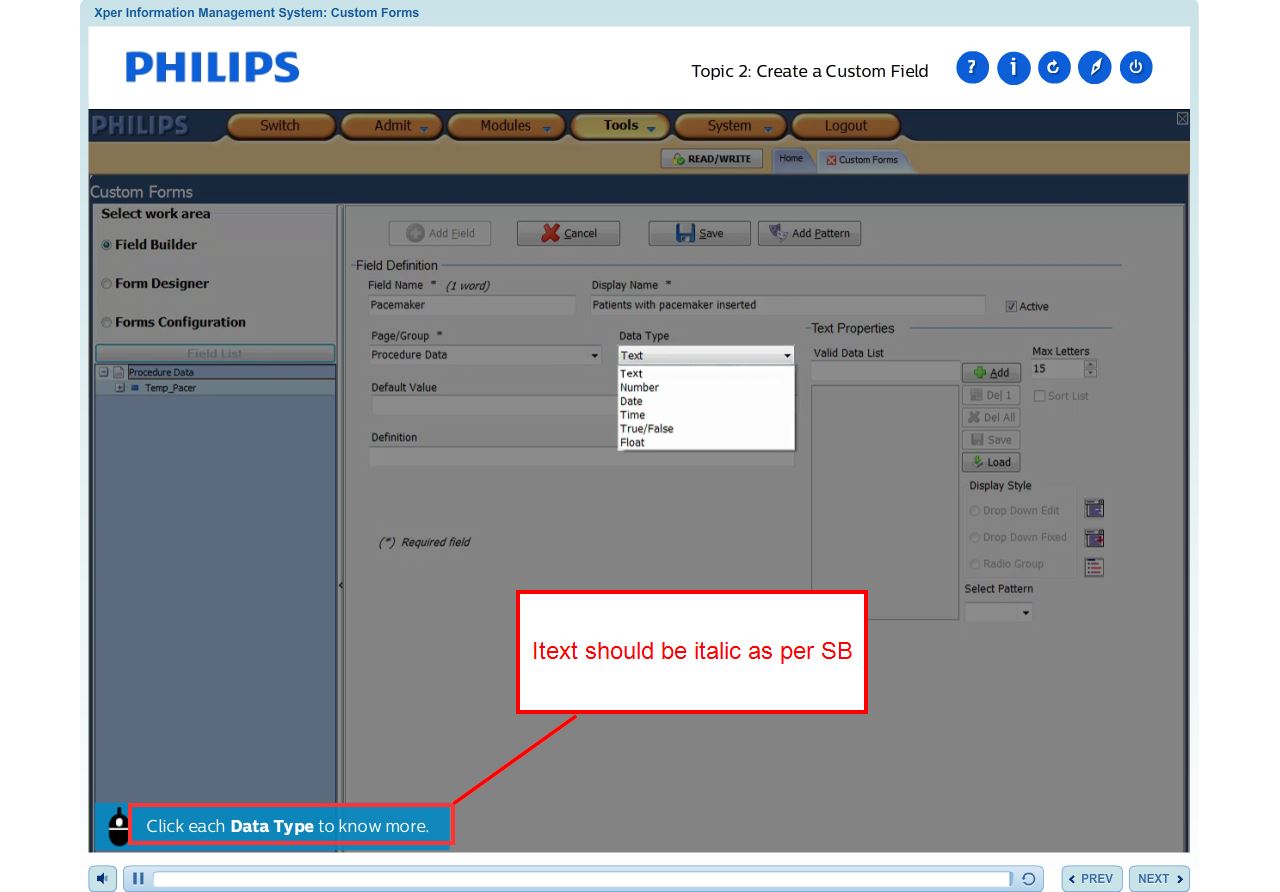 Xper Information Management System: Custom Forms
PHILIPS
Topic 2: Create a Custom Field
?
i
PHILIPS
Switch
Admit
Modules
Tools
System
Logout
READ/WRITE
Home
Custom Forms
Custom Forms
Select work area
Field Builder
Form Designer
Forms Configuration
Field List
Procedure Data
Temp_Pacer
Add Field
Cancel
Save
Add Pattern
Field Definition
Field Name * (1 word)
Display Name *
Pacemaker
Patients with pacemaker inserted
Active
Page/Group *
Data Type
Procedure Data
Text
Text
Number
Date
Time
True/False
Float
Default Value
Definition
(*) Required field
Text Properties
Valid Data List
Max Letters
15
Add
Del 1
Sort List
Del All
Save
Load
Display Style
Drop Down Edit
Drop Down Fixed
Radio Group
Select Pattern
Itext should be italic as per SB
Click each Data Type to know more.
PREV
NEXT